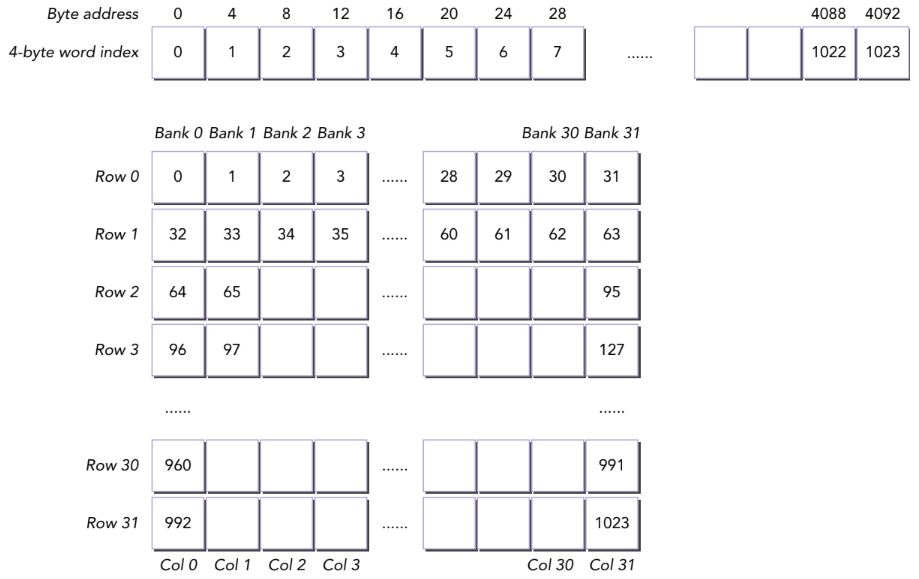 Byte address 0 4 8 12 16 20 24 28 4088 4092
4-byte word index 0 1 2 3 4 5 6 7 ...... 1022 1023
Bank 0 Bank 1 Bank 2 Bank 3 Bank 30 Bank 31
Row 0 0 1 2 3 ...... 28 29 30 31
Row 1 32 33 34 35 ...... 60 61 62 63
Row 2 64 65 ...... 95
Row 3 96 97 ...... 127
...... ......
Row 30 960 ...... 991
Row 31 992 ...... 1023
Col 0 Col 1 Col 2 Col 3 Col 30 Col 31